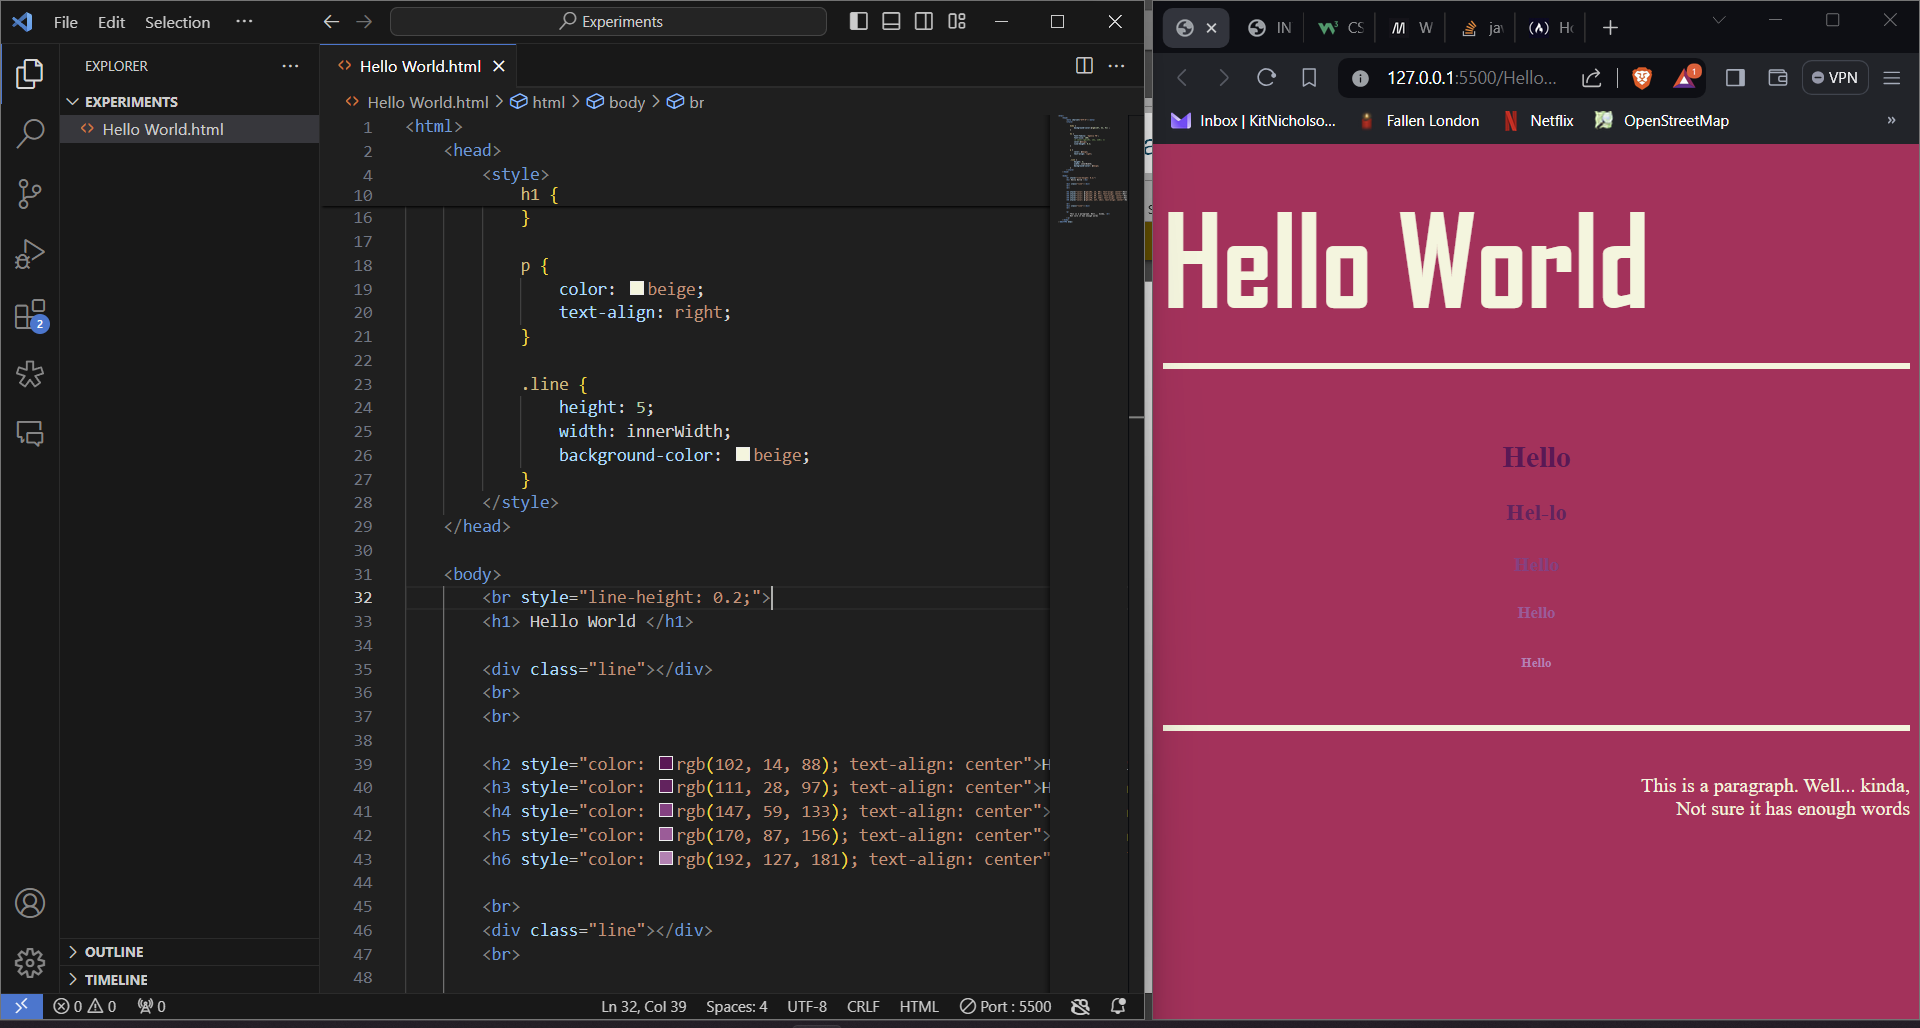 File Edit Selection ··· Experiments
EXPLORER ···
EXPERIMENTS
Hello World.html
2
OUTLINE
TIMELINE
Hello World.html
Hello World.html > html > body > br
1 <html>
2 <head>
4 <style>
10 h1 {
16 }
17
18 p {
19 color: beige;
20 text-align: right;
21 }
22
23 .line {
24 height: 5;
25 width: innerWidth;
26 background-color: beige;
27 }
28 </style>
29 </head>
30
31 <body>
32 <br style="line-height: 0.2;">
33 <h1> Hello World </h1>
34
35 <div class="line"></div>
36 <br>
37 <br>
38
39 <h2 style="color: rgb(102, 14, 88); text-align: center">H
40 <h3 style="color: rgb(111, 28, 97); text-align: center">H
41 <h4 style="color: rgb(147, 59, 133); text-align: center">
42 <h5 style="color: rgb(170, 87, 156); text-align: center">
43 <h6 style="color: rgb(192, 127, 181); text-align: center"
44
45 <br>
46 <div class="line"></div>
47 <br>
48
0 0 0 Ln 32, Col 39 Spaces: 4 UTF-8 CRLF HTML Port : 5500
IN CS W jav Ho
127.0.0.1:5500/Hello... 1 VPN
Inbox | KitNicholso... Fallen London Netflix OpenStreetMap »
Hello World
Hello
Hel-lo
Hello
Hello
Hello
This is a paragraph. Well... kinda,
Not sure it has enough words